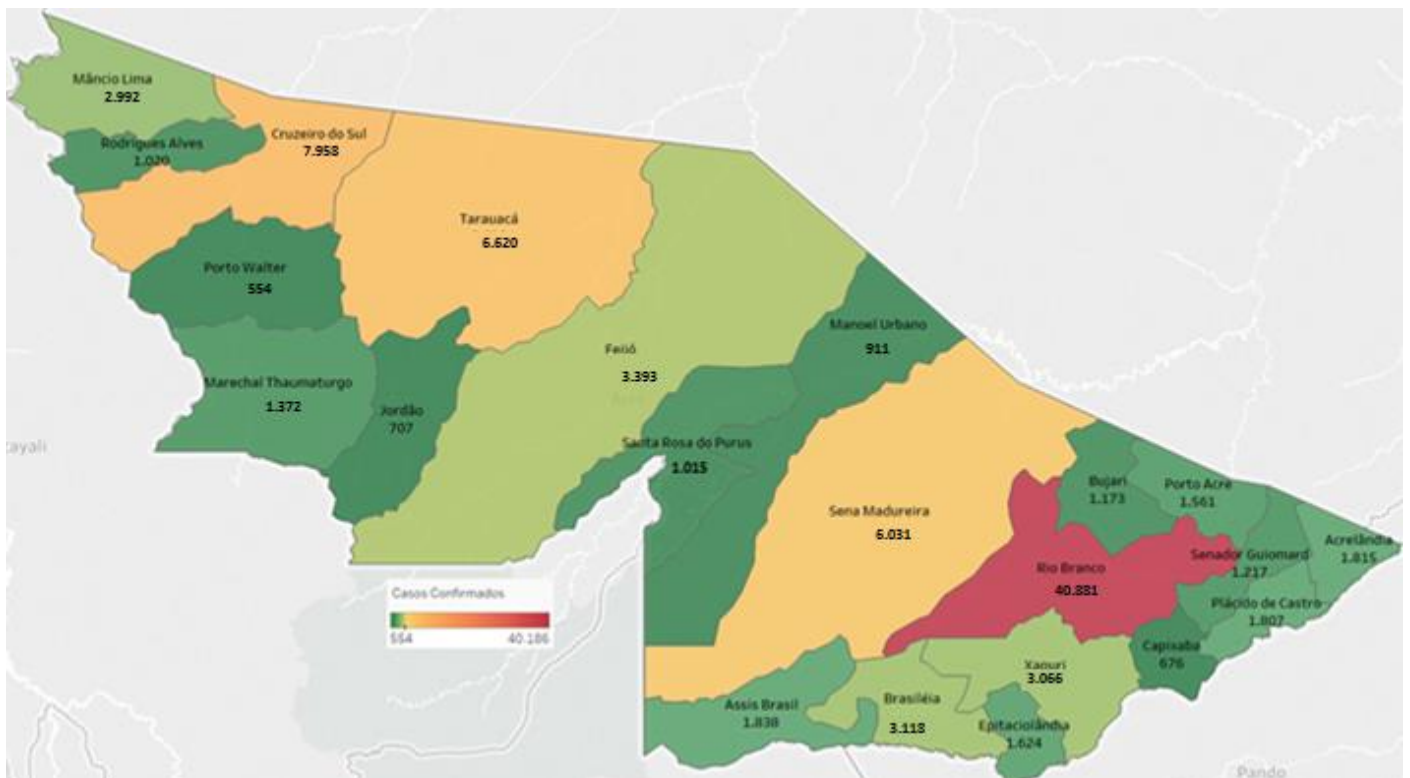 Mâncio Lima
2.992
Rodrigues Alves
1.020
Cruzeiro do Sul
7.958
Tarauacá
6.620
Porto Walter
554
Marechal Thaumaturgo
1.372
Jordão
707
Feijó
3.393
Manoel Urbano
911
Santa Rosa do Purus
1.015
Sena Madureira
6.031
Bujari
1.173
Porto Acre
1.561
Acrelândia
1.815
Senador Guiomard
1.217
Rio Branco
40.881
Plácido de Castro
1.802
Capixaba
676
Xapuri
3.066
Assis Brasil
1.838
Brasiléia
3.118
Epitaciolândia
1.624
Casos Confirmados
554
40.186
cayali
Pando